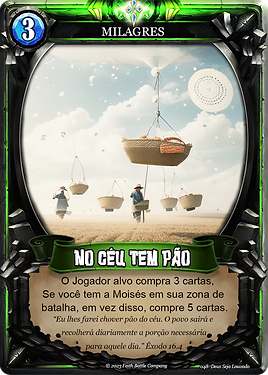 3
MILAGRES
NO CÉU TEM PÃO
O Jogador alvo compra 3 cartas,
Se você tem a Moisés em sua zona de
batalha, em vez disso, compre 5 cartas.
"Eu lhes farei chover pão do céu. O povo sairá e
recolherá diariamente a porção necessária
para aquele dia." Êxodo 16.4
© 2023 Faith Battle Company
048: Deus Seja Louvado